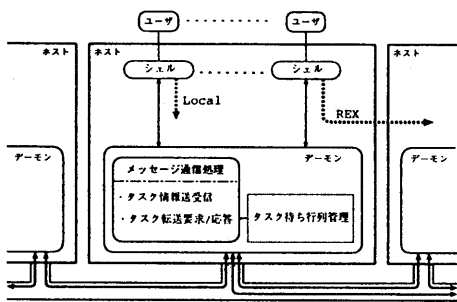 ユーザ ユーザ
ホスト ホスト ホスト
シェル シェル
Local
REX
デーモン デーモン デーモン
メッセージ通信処理
・タスク情報送受信
・タスク転送要求/応答
タスク待ち行列管理